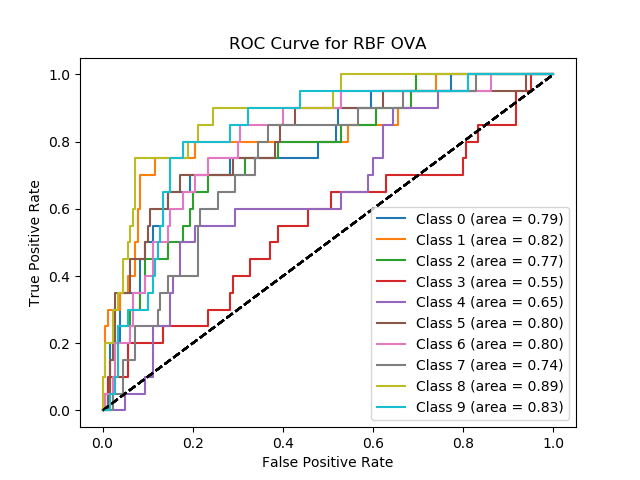 ROC Curve for RBF OVA
True Positive Rate
1.0
0.8
0.6
0.4
0.2
0.0
Class 0 (area = 0.79)
Class 1 (area = 0.82)
Class 2 (area = 0.77)
Class 3 (area = 0.55)
Class 4 (area = 0.65)
Class 5 (area = 0.80)
Class 6 (area = 0.80)
Class 7 (area = 0.74)
Class 8 (area = 0.89)
Class 9 (area = 0.83)
0.0 0.2 0.4 0.6 0.8 1.0
False Positive Rate